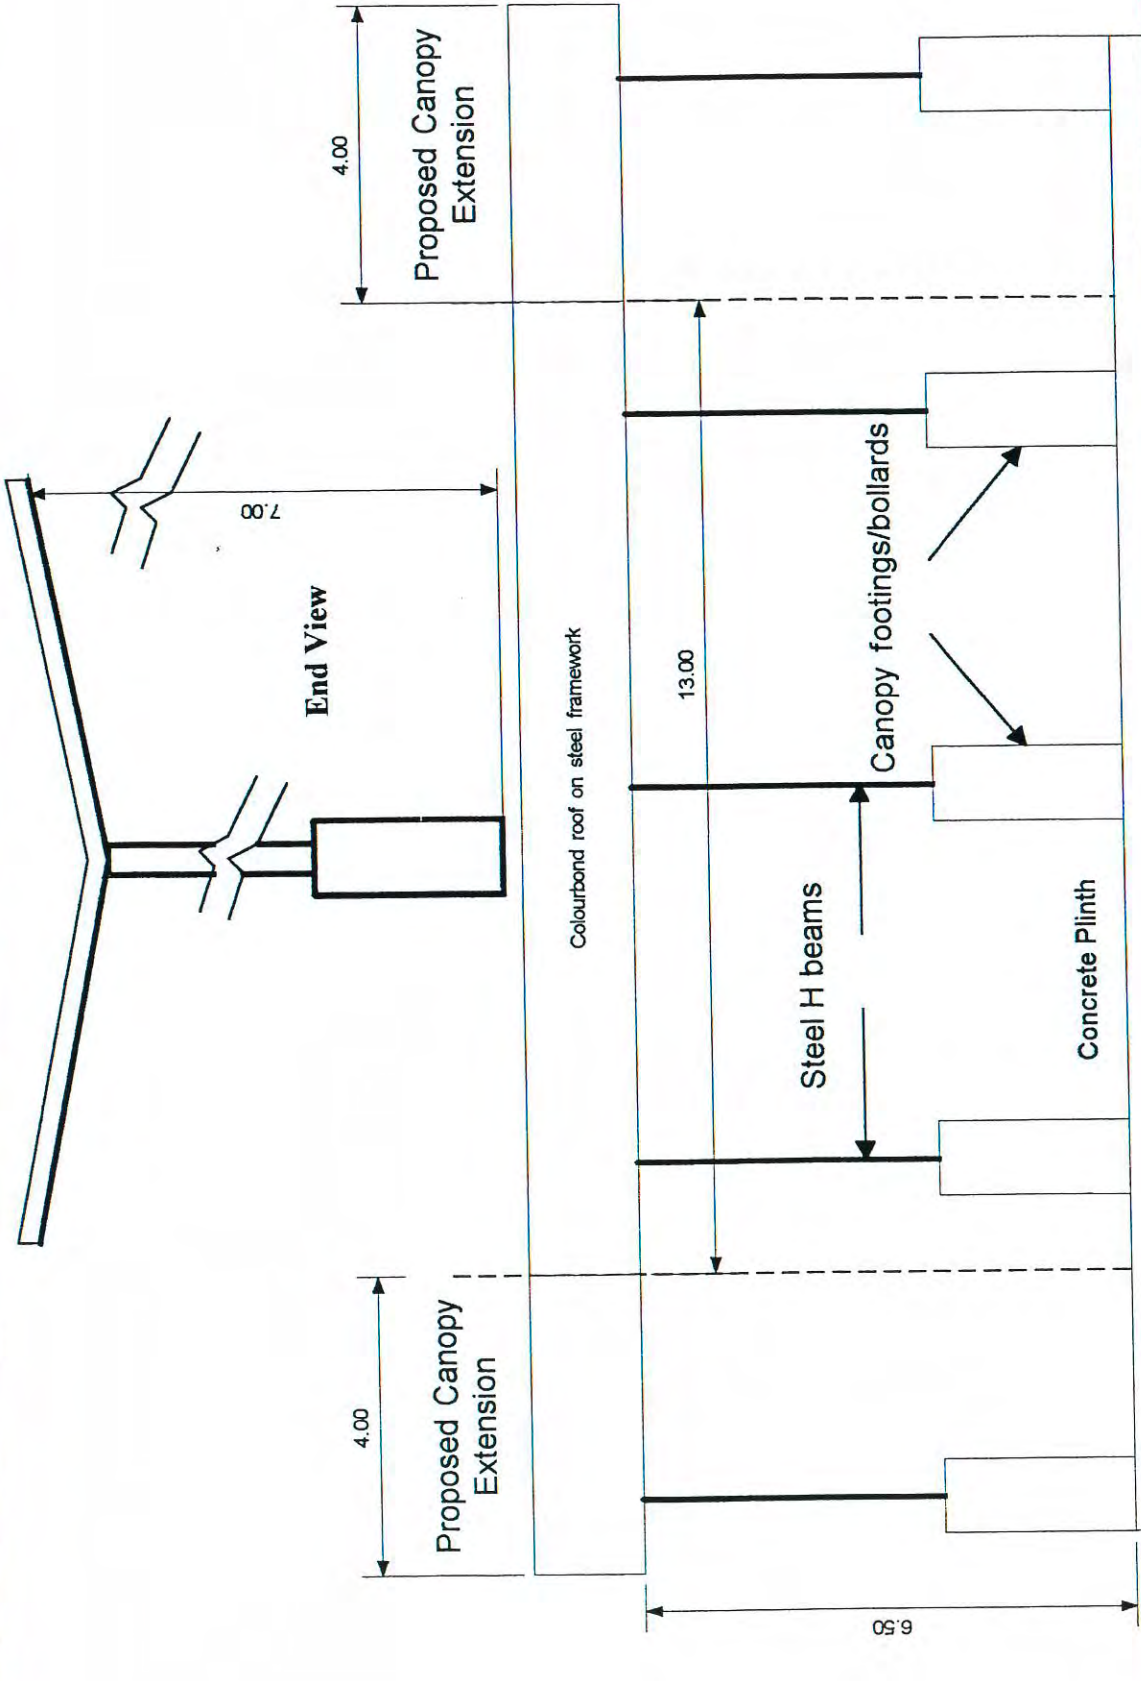 7.00
End View
4.00
Proposed Canopy
Extension
4.00
Proposed Canopy
Extension
Colourbond roof on steel framework
13.00
Steel H beams
Canopy footings/bollards
Concrete Plinth
6.50